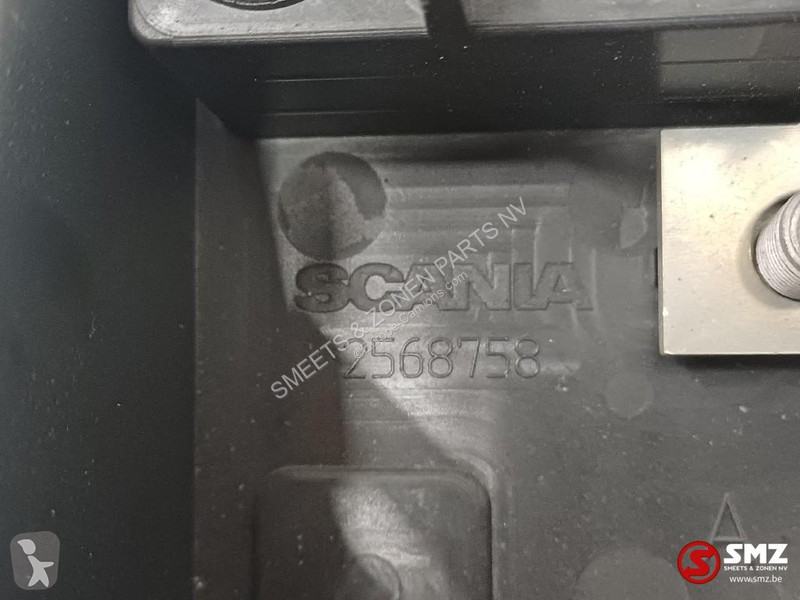 SCANIA
2568758
SMEETS & ZONEN PARTS NV
A
SMZ
SMEETS & ZONEN NV
www.smz.be